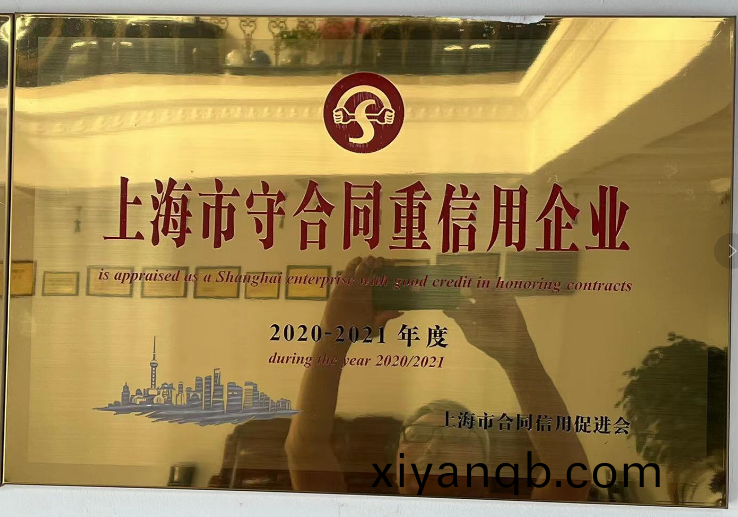 上海市守合同重信用企业
is appraised as a Shanghai enterprise with good credit in honoring contracts
2020-2021 年度
during the year 2020/2021
上海市合同信用促进会
xiyanqb.com